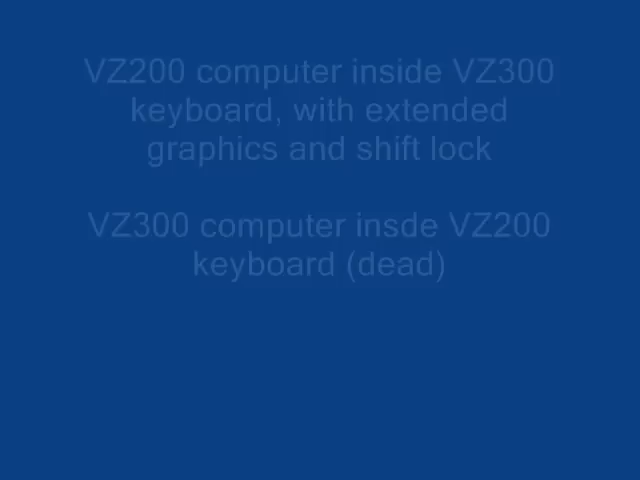 VZ200 computer inside VZ300
keyboard, with extended
graphics and shift lock
VZ300 computer insde VZ200
keyboard (dead)